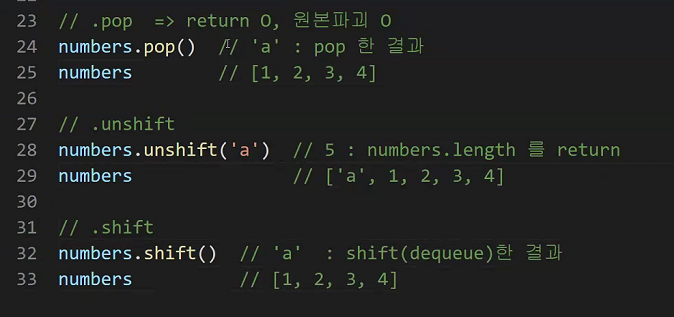 23 // .pop => return O, 원본파괴 O
24 numbers.pop() // 'a' : pop 한 결과
25 numbers // [1, 2, 3, 4]
26
27 // .unshift
28 numbers.unshift('a') // 5 : numbers.length 를 return
29 numbers // ['a', 1, 2, 3, 4]
30
31 // .shift
32 numbers.shift() // 'a' : shift(dequeue)한 결과
33 numbers // [1, 2, 3, 4]